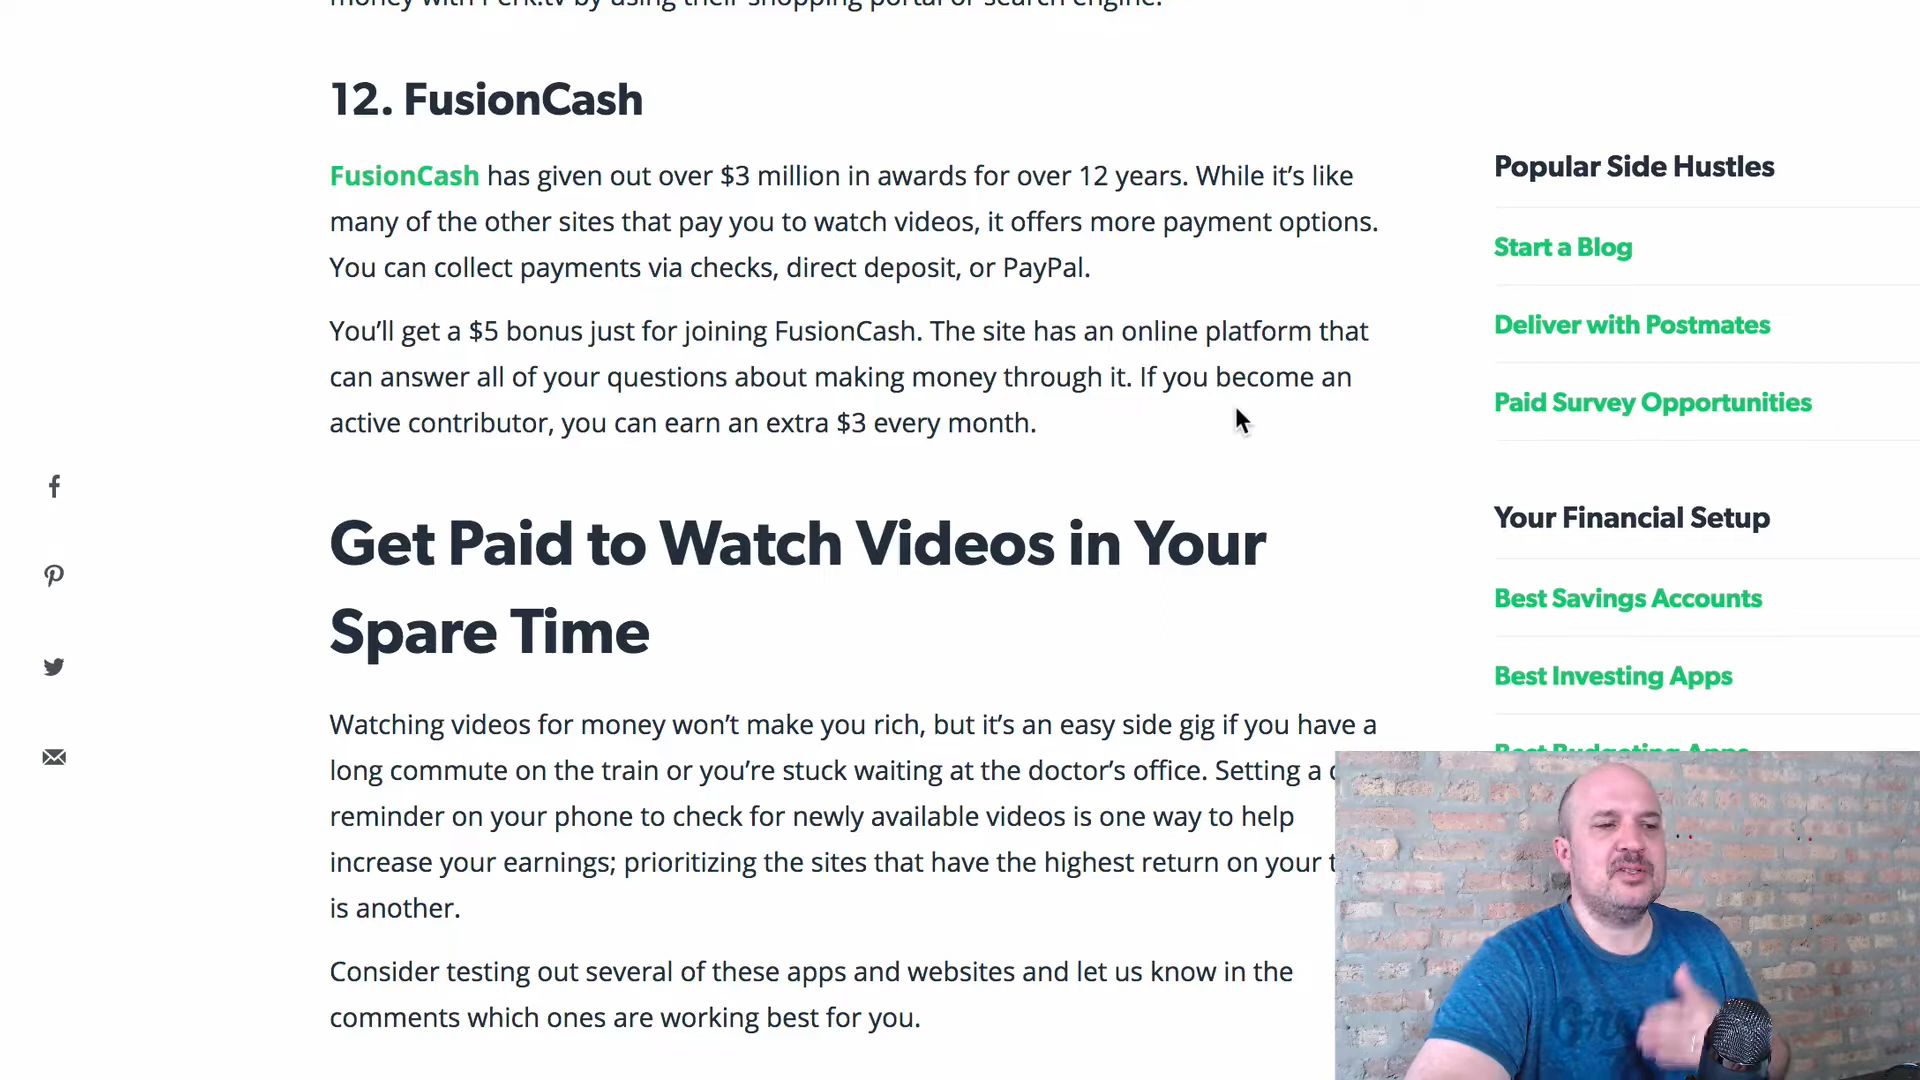 money with Perk.tv by using their shopping portal or search engine.
12. FusionCash
FusionCash has given out over $3 million in awards for over 12 years. While it’s like
many of the other sites that pay you to watch videos, it offers more payment options.
You can collect payments via checks, direct deposit, or PayPal.
You’ll get a $5 bonus just for joining FusionCash. The site has an online platform that
can answer all of your questions about making money through it. If you become an
active contributor, you can earn an extra $3 every month.
Get Paid to Watch Videos in Your
Spare Time
Watching videos for money won’t make you rich, but it’s an easy side gig if you have a
long commute on the train or you’re stuck waiting at the doctor’s office. Setting a
reminder on your phone to check for newly available videos is one way to help
increase your earnings; prioritizing the sites that have the highest return on your
is another.
Consider testing out several of these apps and websites and let us know in the
comments which ones are working best for you.
Popular Side Hustles
Start a Blog
Deliver with Postmates
Paid Survey Opportunities
Your Financial Setup
Best Savings Accounts
Best Investing Apps
Best Budgeting Apps